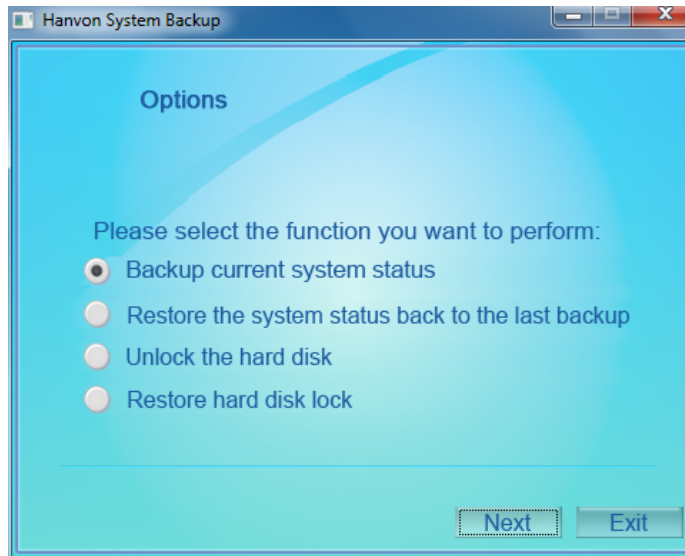 Hanvon System Backup
Options
Please select the function you want to perform:
Backup current system status
Restore the system status back to the last backup
Unlock the hard disk
Restore hard disk lock
Next Exit